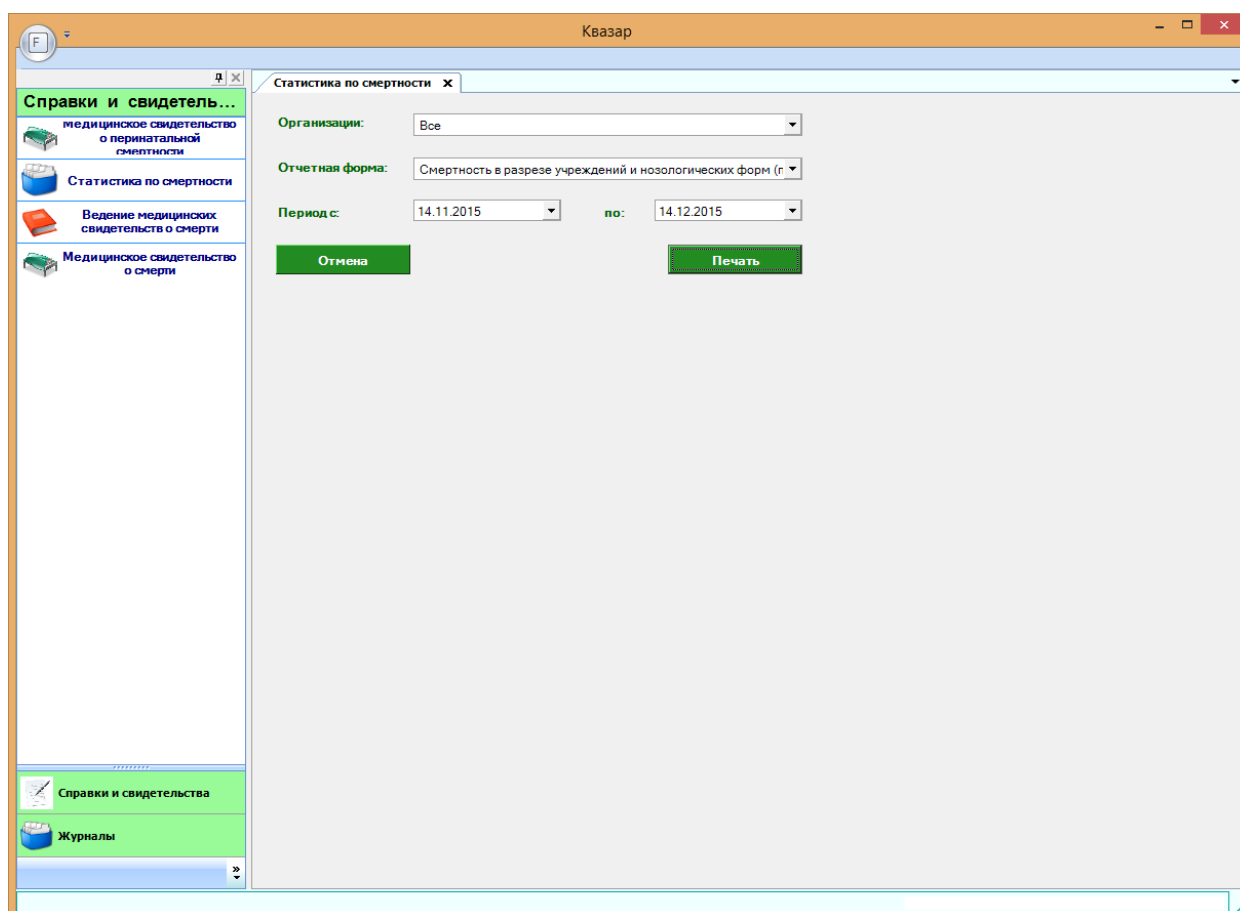 Квазар
F
Справки и свидетель...
Статистика по смертности
медицинское свидетельство
о перинатальной
смертности
Статистика по смертности
Ведение медицинских
свидетельств о смерти
Медицинское свидетельство
о смерти
Организации:
Все
Отчетная форма:
Смертность в разрезе учреждений и нозологических форм (п
Период с:
14.11.2015
по:
14.12.2015
Отмена
Печать
Справки и свидетельства
Журналы